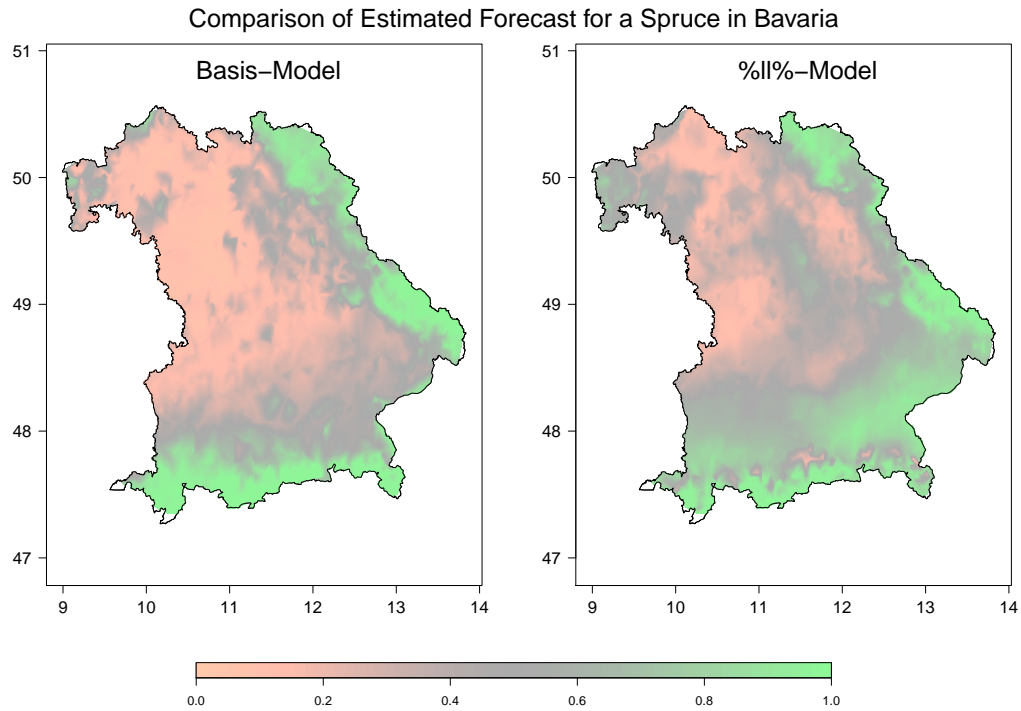 Comparison of Estimated Forecast for a Spruce in Bavaria
Basis−Model
%II%−Model
51
50
49
48
47
9 10 11 12 13 14
51
50
49
48
47
9 10 11 12 13 14
0.0 0.2 0.4 0.6 0.8 1.0